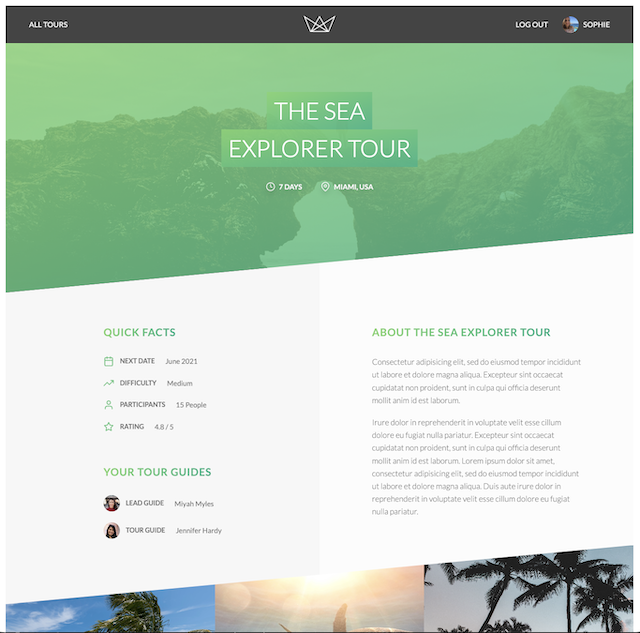 ALL TOURS
LOG OUT
SOPHIE
THE SEA
EXPLORER TOUR
7 DAYS
MIAMI, USA
QUICK FACTS
NEXT DATE June 2021
DIFFICULTY Medium
PARTICIPANTS 15 People
RATING 4.8 / 5
YOUR TOUR GUIDES
LEAD GUIDE Miyah Myles
TOUR GUIDE Jennifer Hardy
ABOUT THE SEA EXPLORER TOUR
Consectetur adipisicing elit, sed do eiusmod tempor incididunt
ut labore et dolore magna aliqua. Excepteur sint occaecat
cupidatat non proident, sunt in culpa qui officia deserunt
mollit anim id est laborum.
Irure dolor in reprehenderit in voluptate velit esse cillum
dolore eu fugiat nulla pariatur. Excepteur sint occaecat
cupidatat non proident, sunt in culpa qui officia deserunt
mollit anim id est laborum. Lorem ipsum dolor sit amet,
consectetur adipisicing elit, sed do eiusmod tempor incididunt
ut labore et dolore magna aliqua. Duis aute irure dolor in
reprehenderit in voluptate velit esse cillum dolore eu fugiat
nulla pariatur.